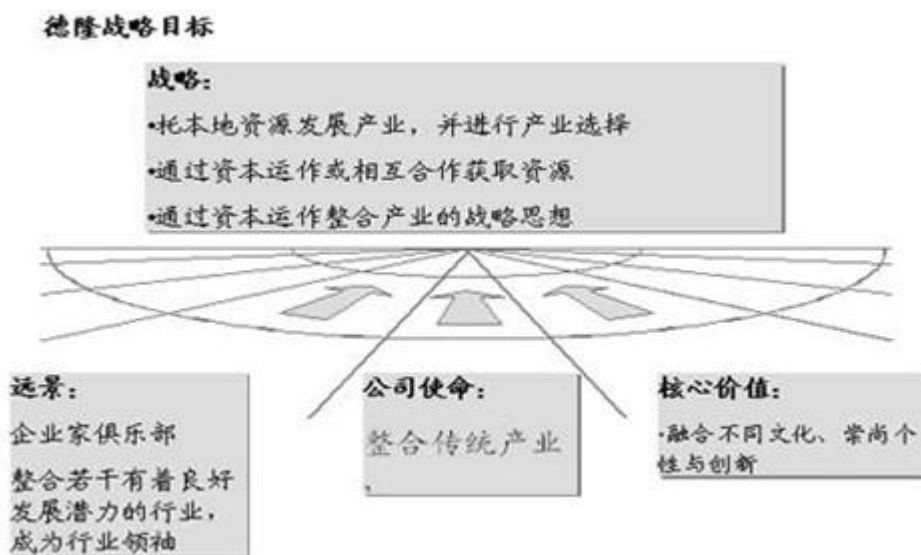 德隆战略目标
战略：
•托本地资源发展产业，并进行产业选择
•通过资本运作或相互合作获取资源
•通过资本运作整合产业的战略思想
远景：
企业家俱乐部
整合若干有着良好
发展潜力的行业，
成为行业领袖
公司使命：
整合传统产业
、
核心价值：
·融合不同文化、崇尚个
性与创新